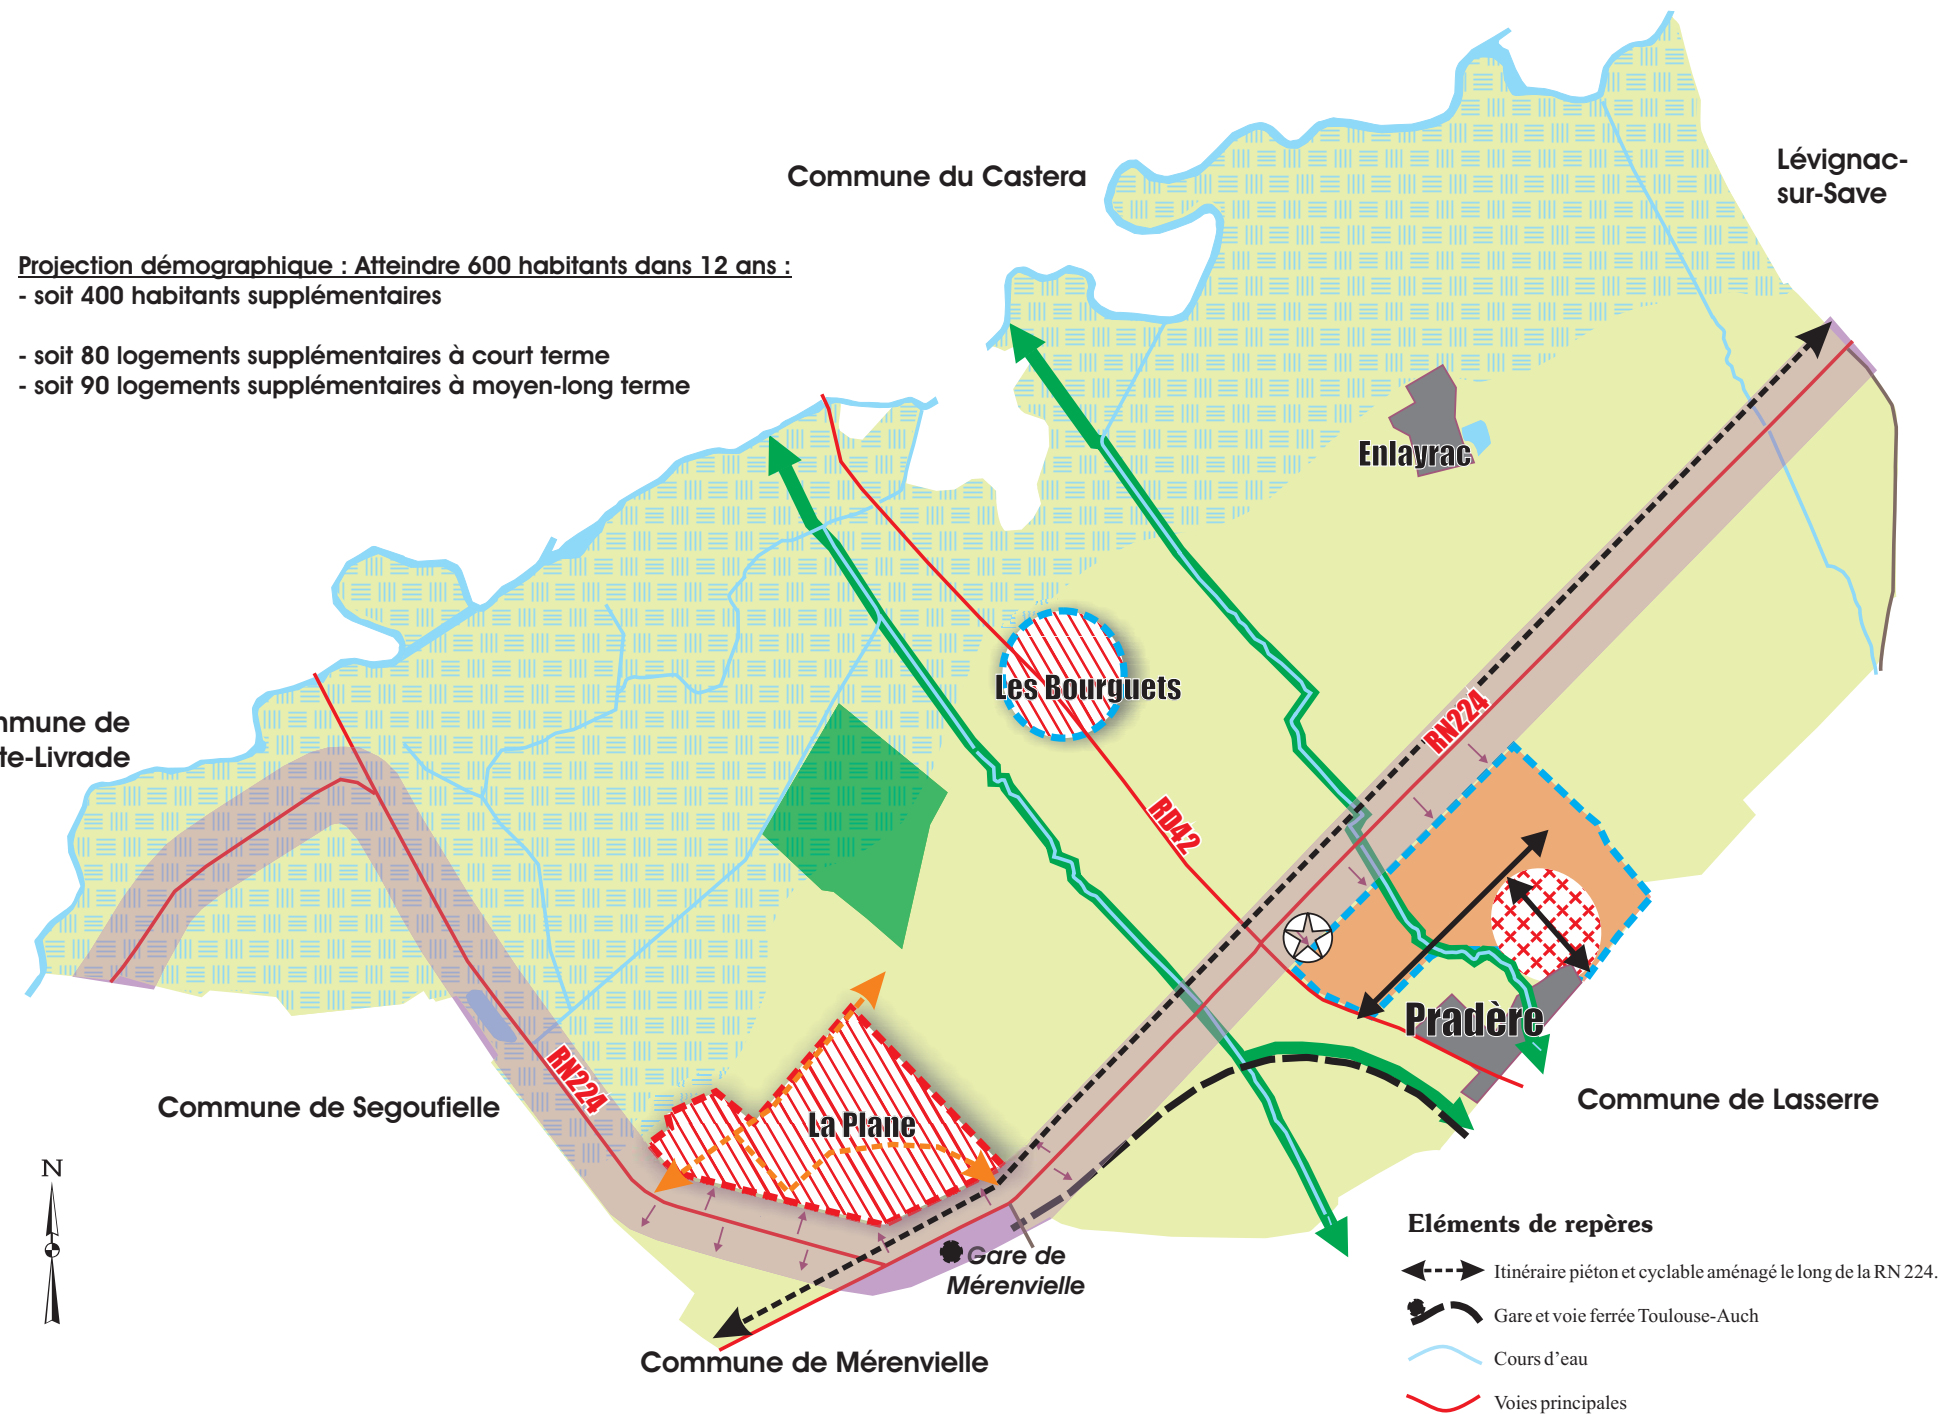 Commune du Castera
Lévignac-
sur-Save
Projection démographique : Atteindre 600 habitants dans 12 ans :
- soit 400 habitants supplémentaires
- soit 80 logements supplémentaires à court terme
- soit 90 logements supplémentaires à moyen-long terme
Enlayrac
Les Bourguets
mmune de
te-Livrade
RN224
RD42
Pradère
RN224
Commune de Segoufielle
La Plane
Commune de Lasserre
N
Gare de
Mérenvielle
Commune de Mérenvielle
Eléments de repères
Itinéraire piéton et cyclable aménagé le long de la RN 224.
Gare et voie ferrée Toulouse-Auch
Cours d'eau
Voies principales